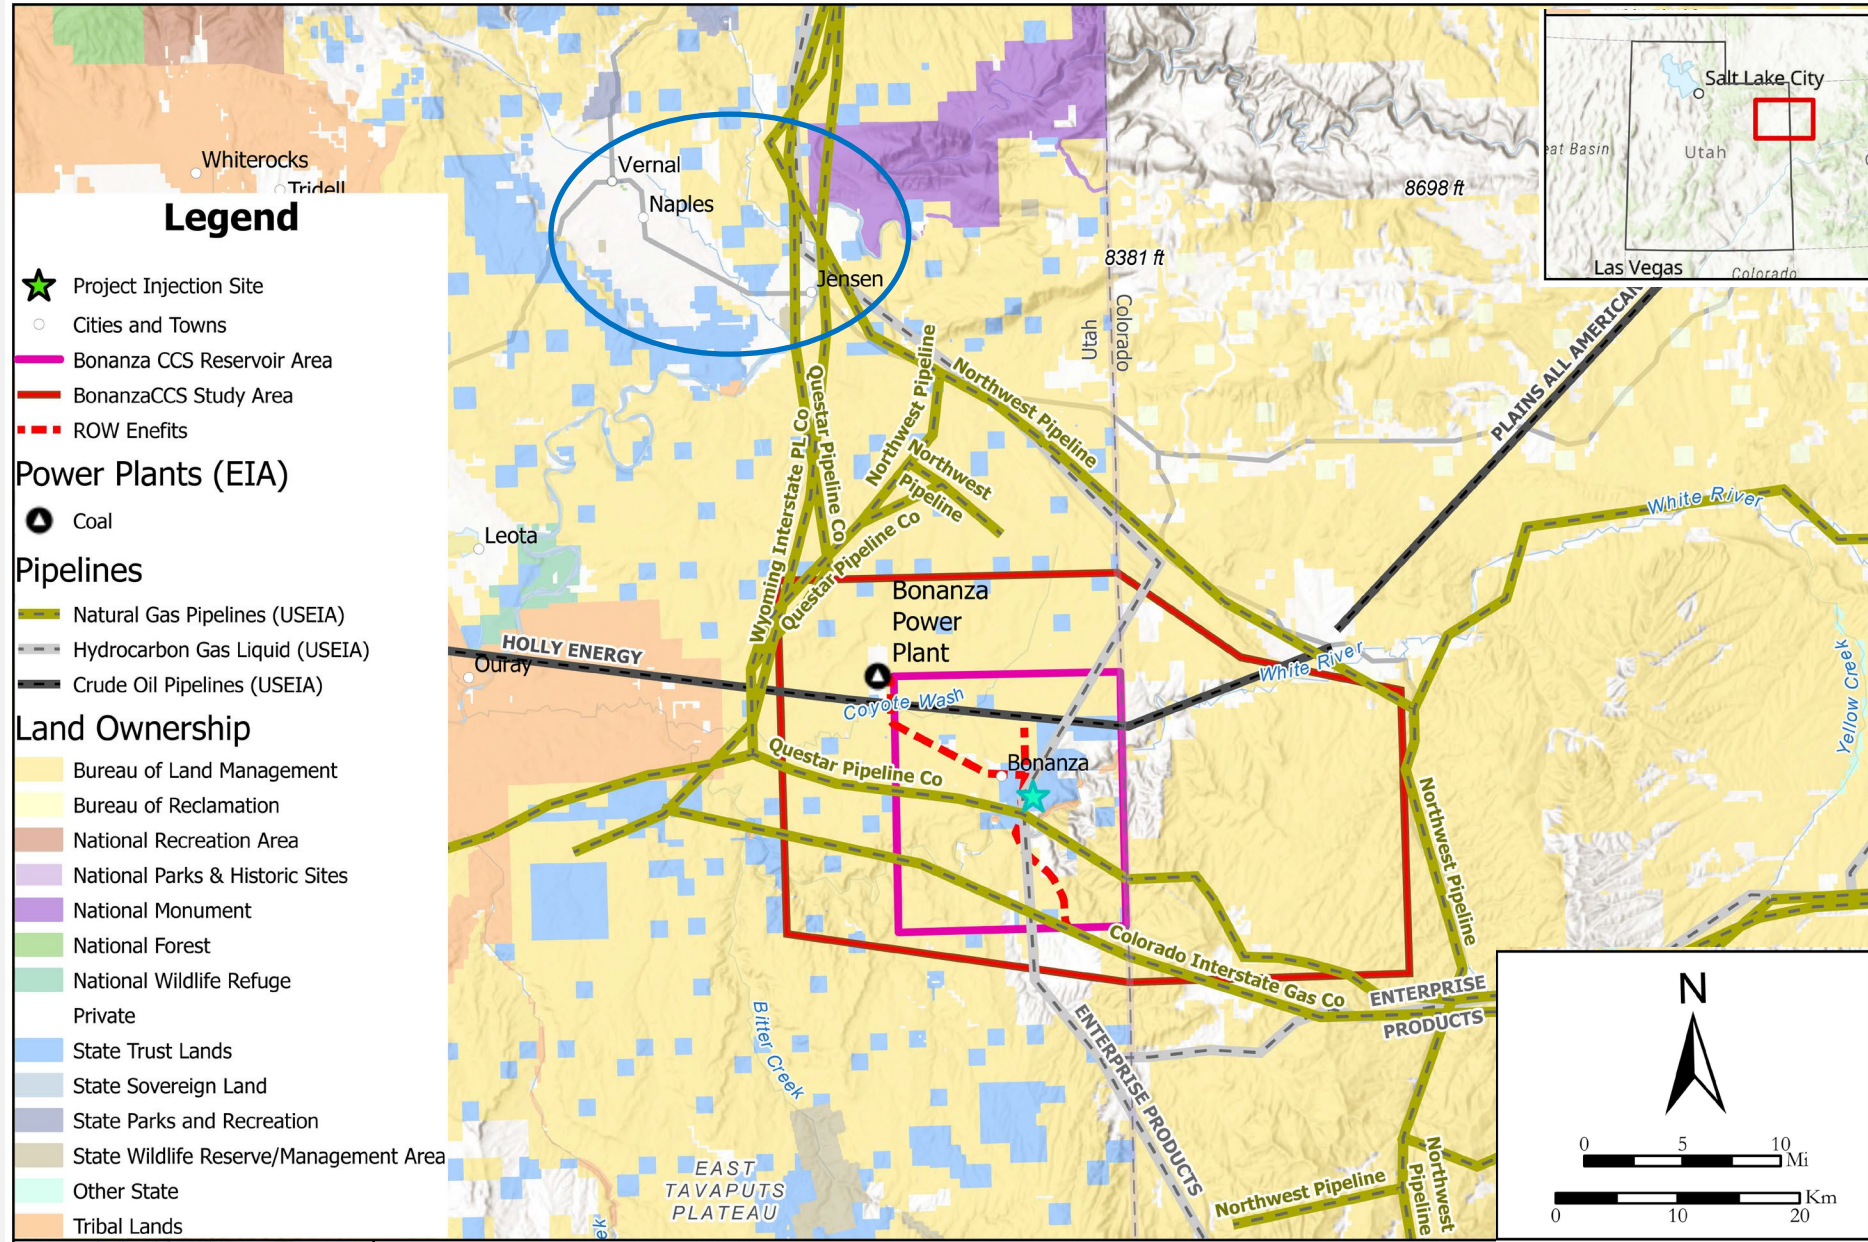 Whiterocks
Tridell
Legend
Project Injection Site
Cities and Towns
Bonanza CCS Reservoir Area
BonanzaCCS Study Area
ROW Enefits
Power Plants (EIA)
Coal
Pipelines
Natural Gas Pipelines (USEIA)
Hydrocarbon Gas Liquid (USEIA)
Crude Oil Pipelines (USEIA)
Land Ownership
Bureau of Land Management
Bureau of Reclamation
National Recreation Area
National Parks & Historic Sites
National Monument
National Forest
National Wildlife Refuge
Private
State Trust Lands
State Sovereign Land
State Parks and Recreation
State Wildlife Reserve/Management Area
Other State
Tribal Lands
Vernal
Naples
Jensen
8698 ft
8381 ft
Utah
Colorado
Salt Lake City
Utah
eat Basin
Las Vegas
Colorado
PLAINS ALL AMERICAN
Northwest Pipeline
Northwest Pipeline
Northwest
Pipeline
Questar Pipeline Co
Wyoming Interstate PL Co
Questar Pipeline Co
Leota
White River
Bonanza
Power
Plant
HOLLY ENERGY
Ouray
Coyote Wash
White River
Yellow Creek
Questar Pipeline Co
Bonanza
Northwest Pipeline
Colorado Interstate Gas Co
ENTERPRISE
PRODUCTS
ENTERPRISE PRODUCTS
Bitter Creek
EAST
TAVAPUTS
PLATEAU
ek
Northwest Pipeline
Northwest
Pipeline
N
0 5 10
Mi
Km
0 10 20